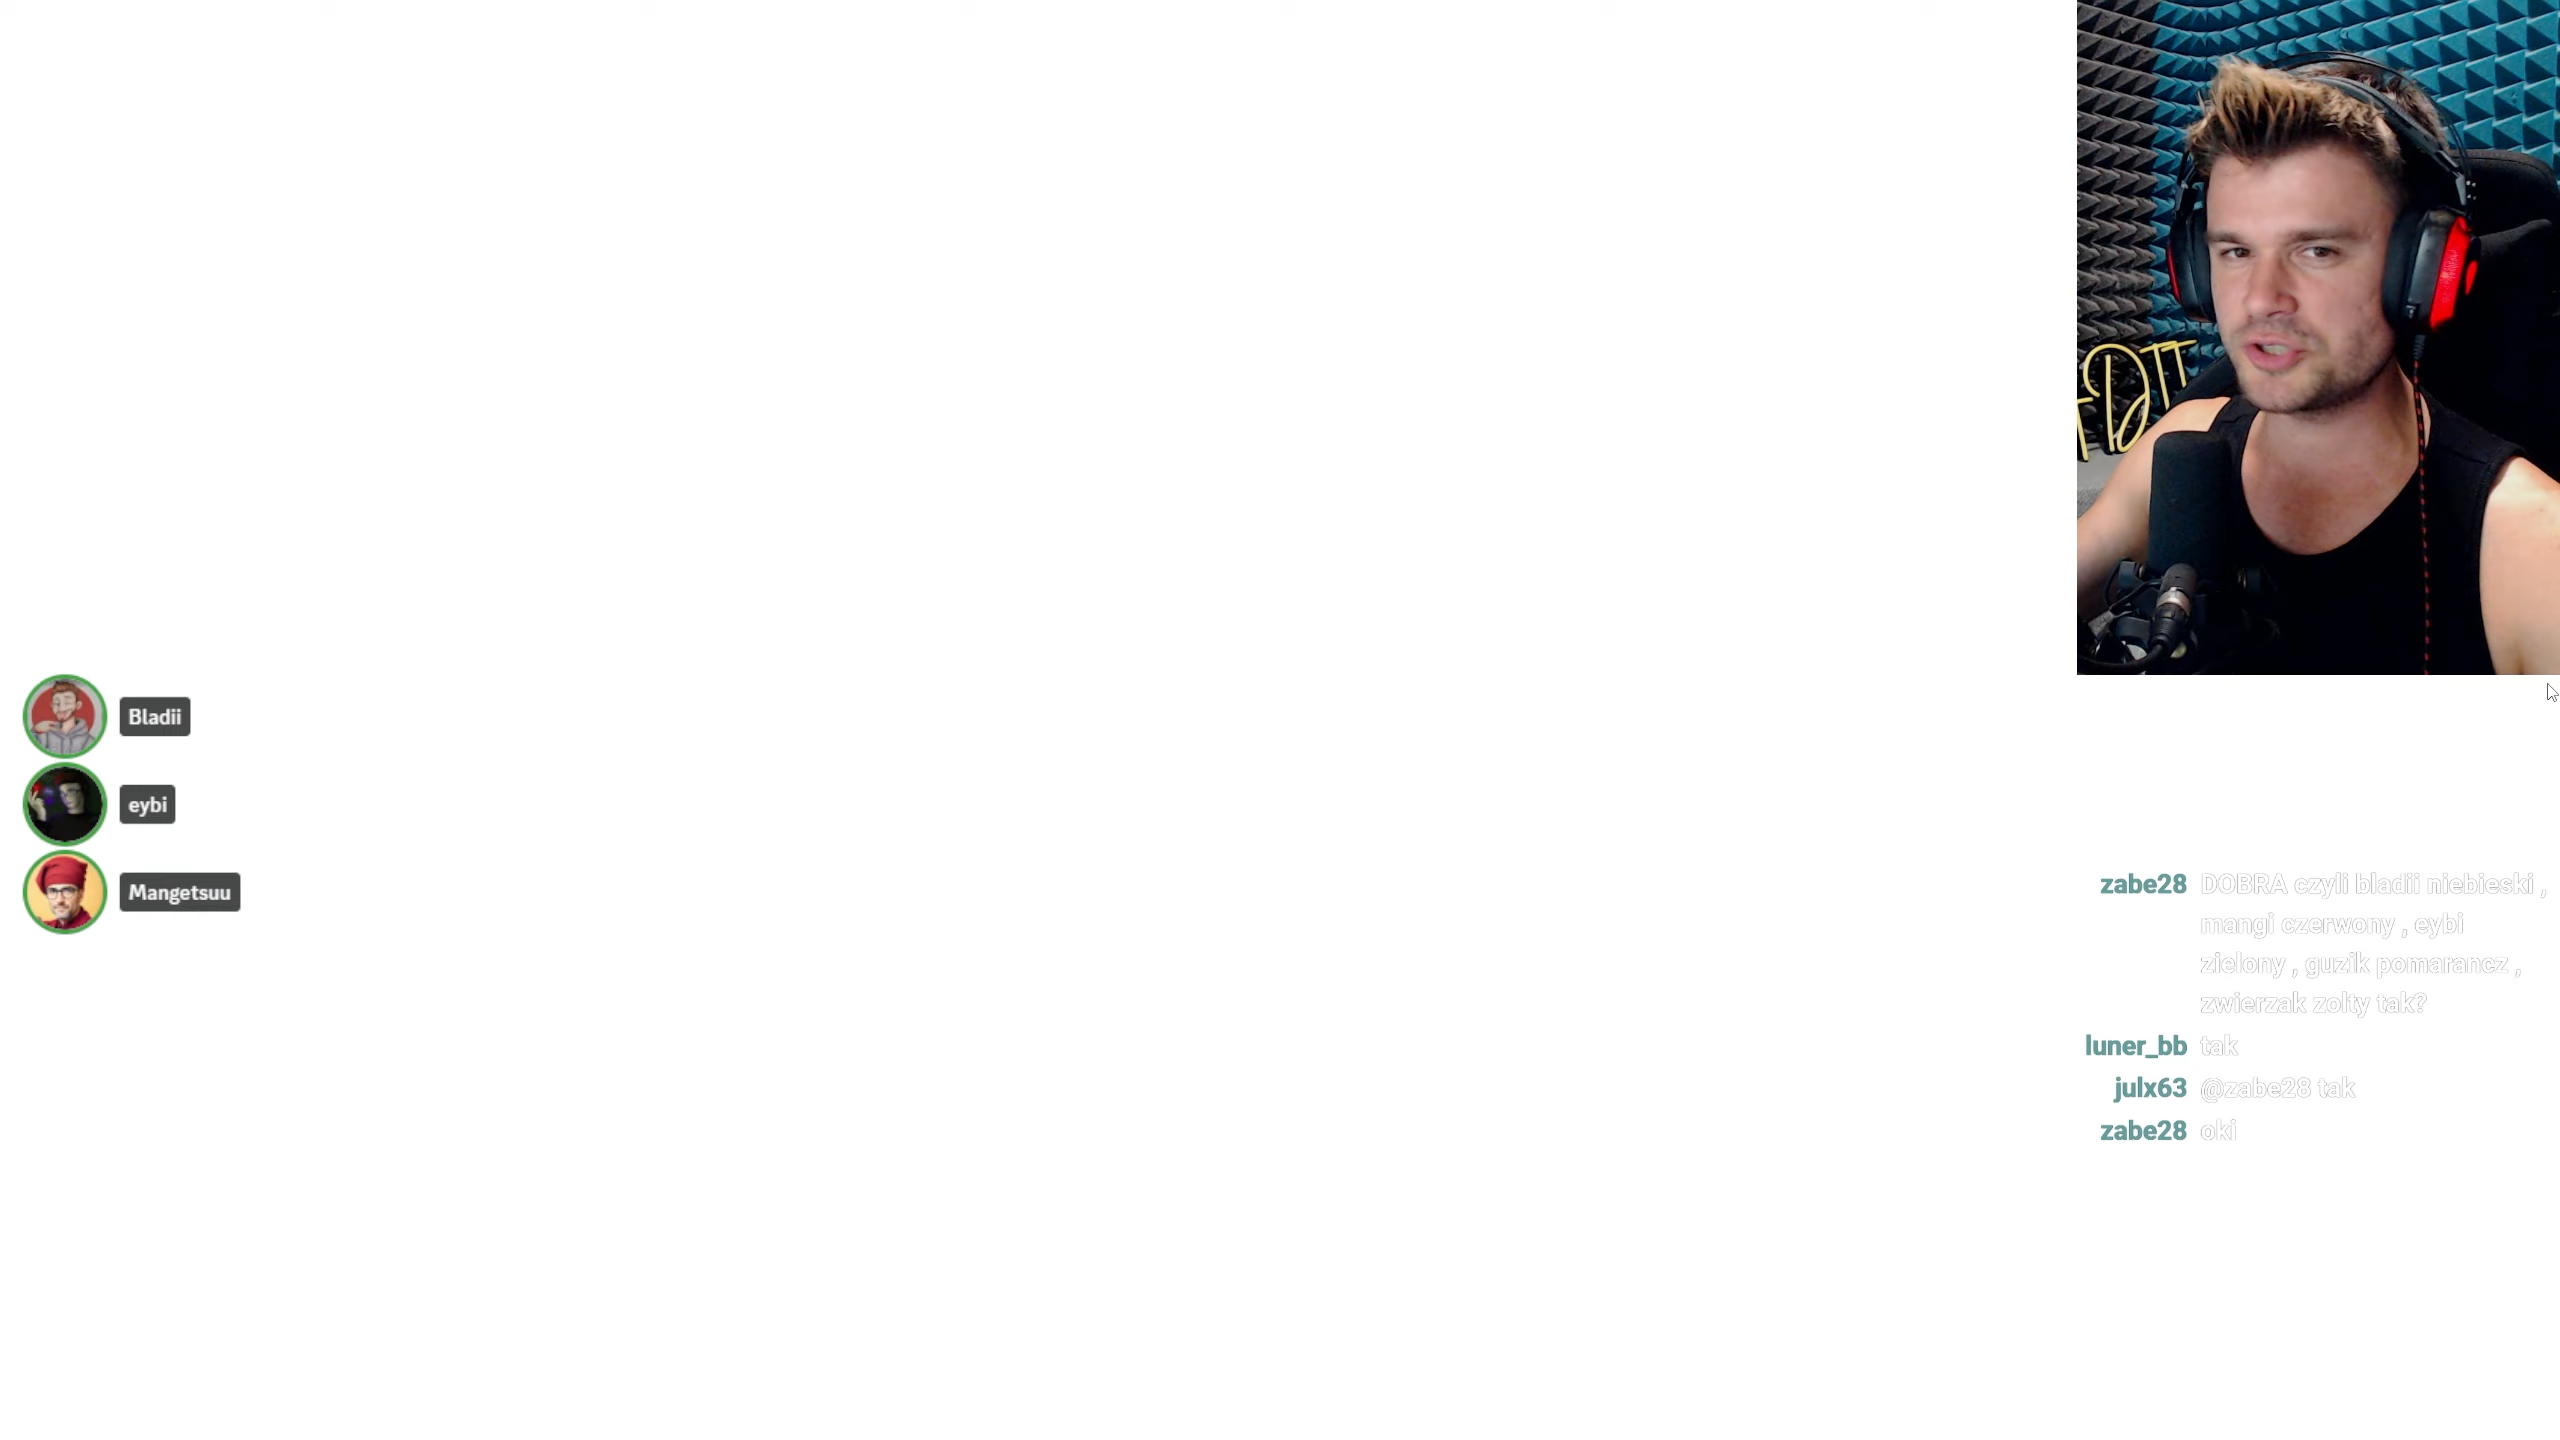 Bladii
eybi
Mangetsuu
zabe28 DOBRA czyli bladii niebieski ,
mangi czerwony , eybi
zielony , guzik pomarancz ,
zwierzak zolty tak?
luner_bb tak
julx63 @zabe28 tak
zabe28 oki